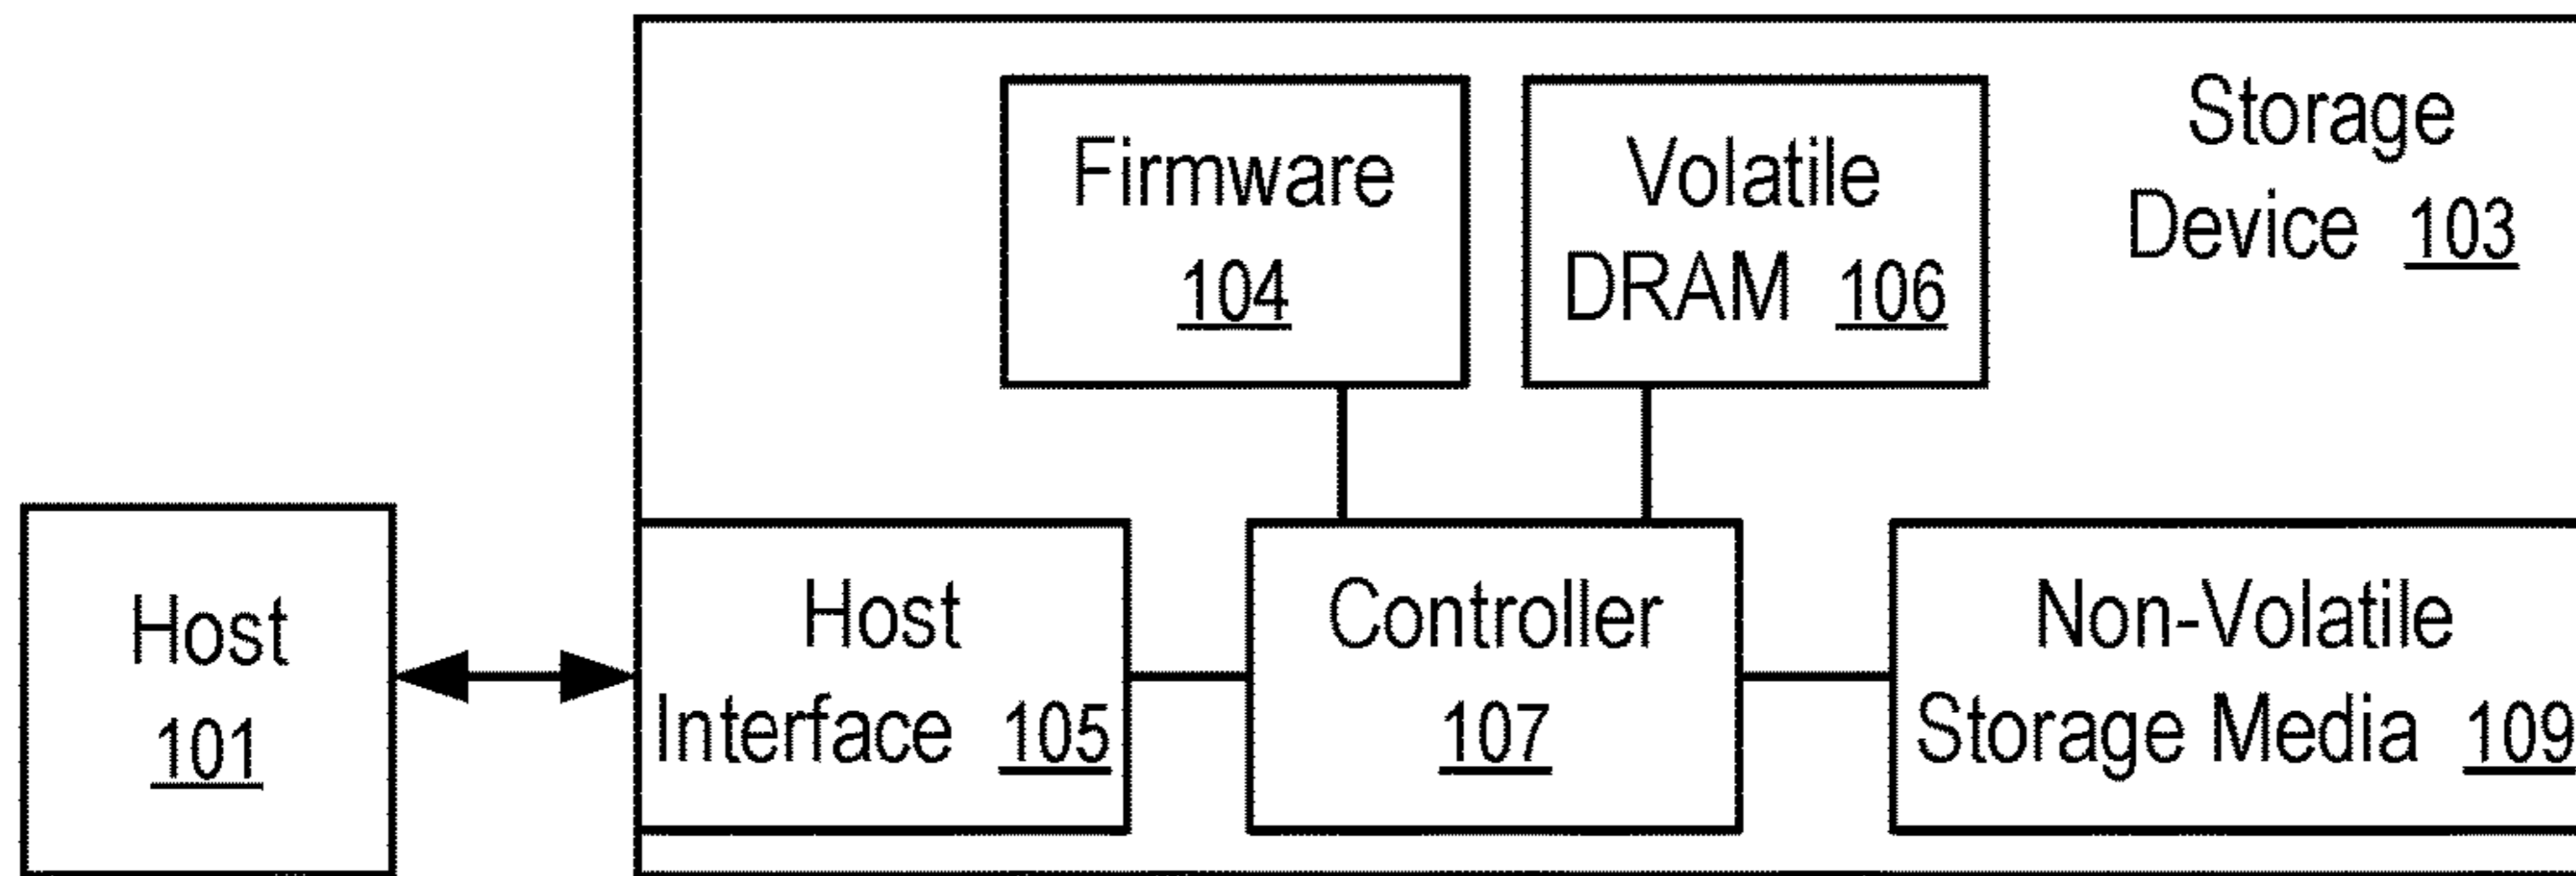 Firmware
104
Volatile
DRAM 106
Storage
Device 103
Host
101
Host
Interface 105
Controller
107
Non-Volatile
Storage Media 109